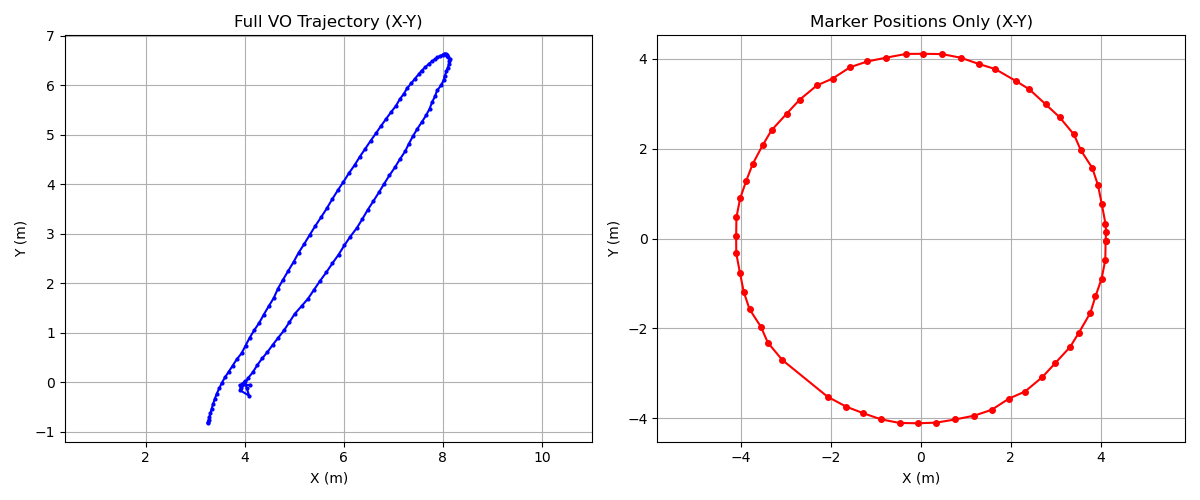 Full VO Trajectory (X-Y)
7
6
5
4
3
2
1
0
−1
Y (m)
2 4 6 8 10
X (m)
Marker Positions Only (X-Y)
4
2
0
−2
−4
Y (m)
−4 −2 0 2 4
X (m)